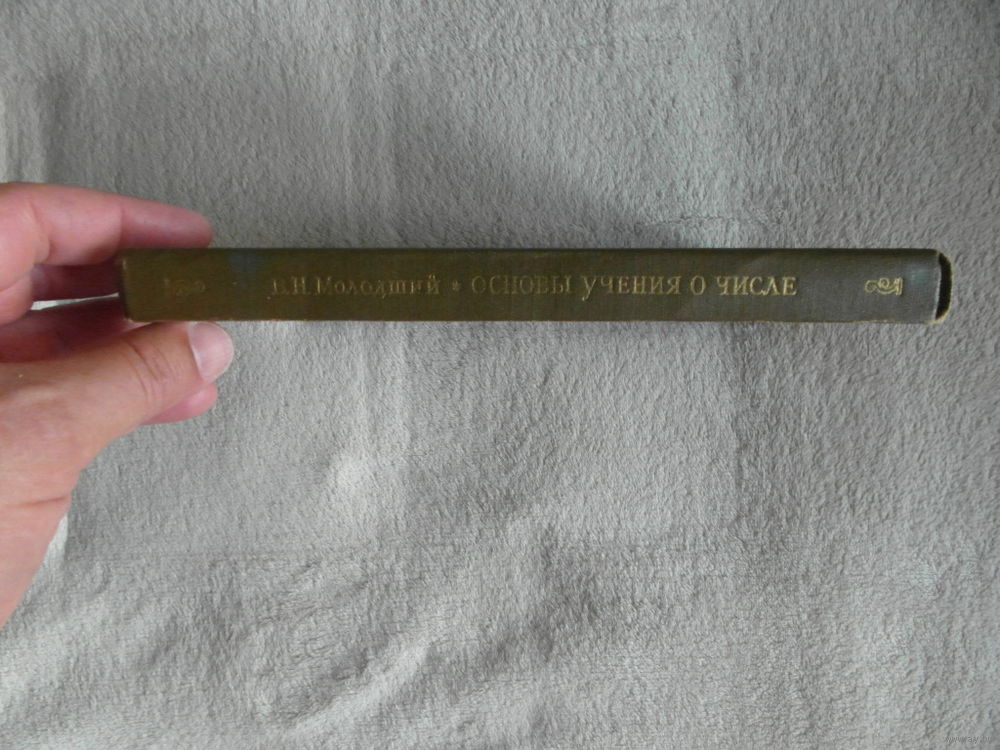 В.Н. Молодший * ОСНОВЫ УЧЕНИЯ О ЧИСЛЕ